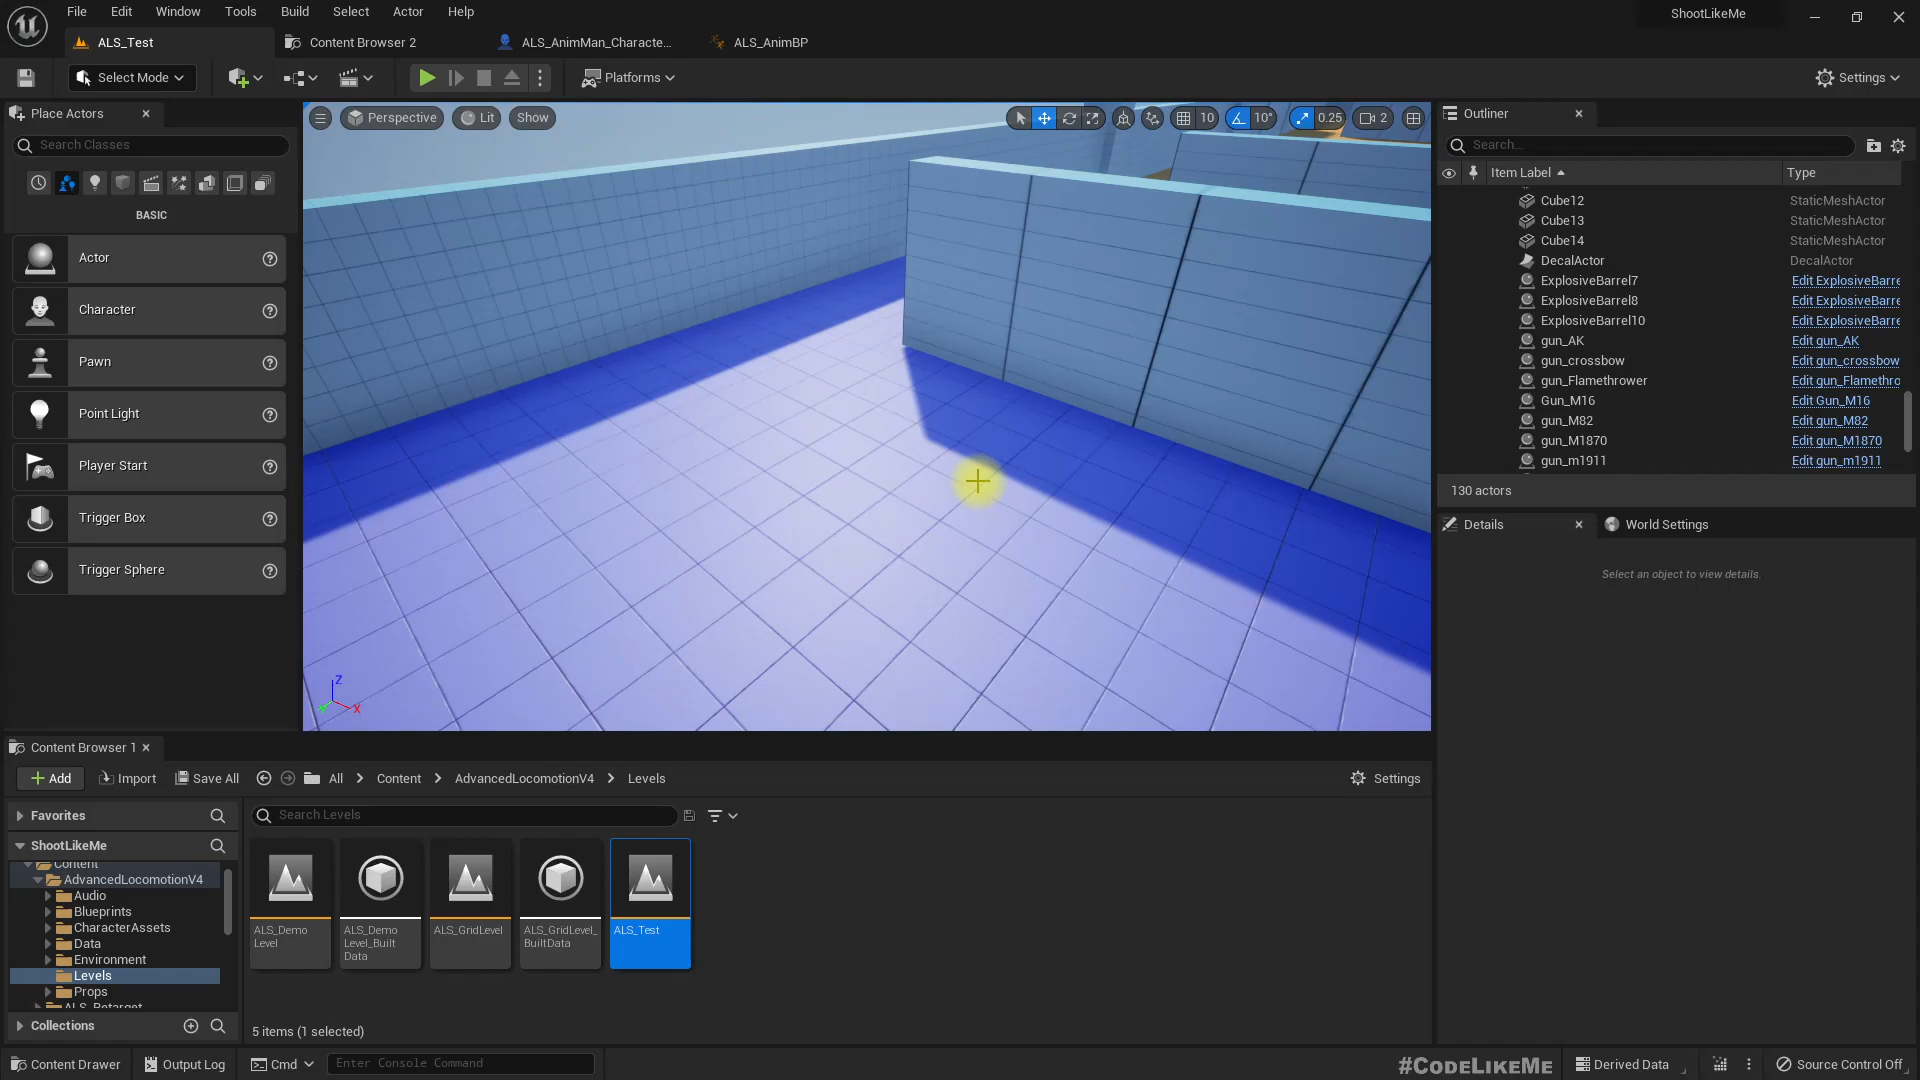 File Edit Window Tools Build Select Actor Help
ShootLikeMe
ALS_Test
Content Browser 2
ALS_AnimMan_Characte...
ALS_AnimBP
Select Mode
Platforms
Settings
Place Actors
Search Classes
BASIC
Actor
Character
Pawn
Point Light
Player Start
Trigger Box
Trigger Sphere
Perspective Lit Show
10 10° 0.25 2
Z
X
Outliner
Search...
Item Label Type
Cube12 StaticMeshActor
Cube13 StaticMeshActor
Cube14 StaticMeshActor
DecalActor DecalActor
ExplosiveBarrel7 Edit ExplosiveBarre
ExplosiveBarrel8 Edit ExplosiveBarre
ExplosiveBarrel10 Edit ExplosiveBarre
gun_AK Edit gun_AK
gun_crossbow Edit gun_crossbow
gun_Flamethrower Edit gun_Flamethro
Gun_M16 Edit Gun_M16
gun_M82 Edit gun_M82
gun_M1870 Edit gun_M1870
gun_m1911 Edit gun_m1911
130 actors
Details
World Settings
Select an object to view details.
Content Browser 1
Add Import Save All All Content AdvancedLocomotionV4 Levels Settings
Favorites
ShootLikeMe
Content
AdvancedLocomotionV4
Audio
Blueprints
CharacterAssets
Data
Environment
Levels
Props
ALS_Retarget
Collections
Search Levels
ALS_Demo
Level
ALS_Demo
Level_Built
Data
ALS_GridLevel
ALS_GridLevel_
BuiltData
ALS_Test
5 items (1 selected)
Content Drawer Output Log Cmd Enter Console Command
#CODELIKEME
Derived Data Source Control Off